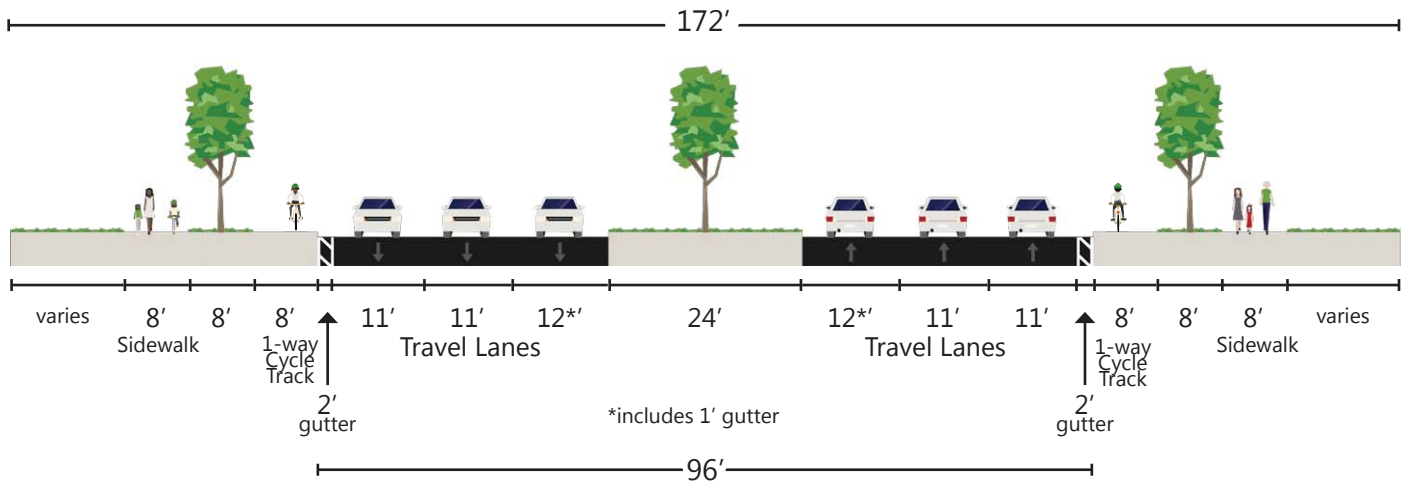 172'
varies 8' 8' 8' 11' 11' 12*' 24' 12*' 11' 11' 8' 8' 8' varies
Sidewalk 1-way Travel Lanes Travel Lanes 1-way Sidewalk
Cycle Cycle
Track Track
2' *includes 1' gutter 2'
gutter gutter
96'